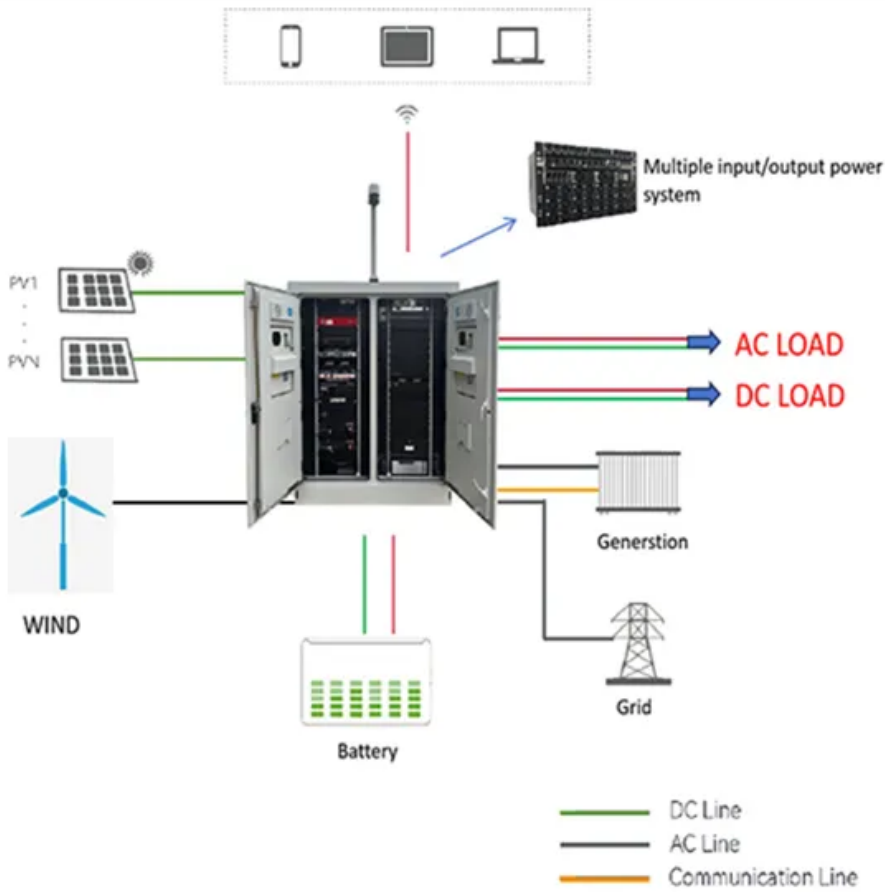 Multiple input/output power
system
PV1
PVN
AC LOAD
DC LOAD
WIND
Generstion
Grid
Battery
DC Line
AC Line
Communication Line